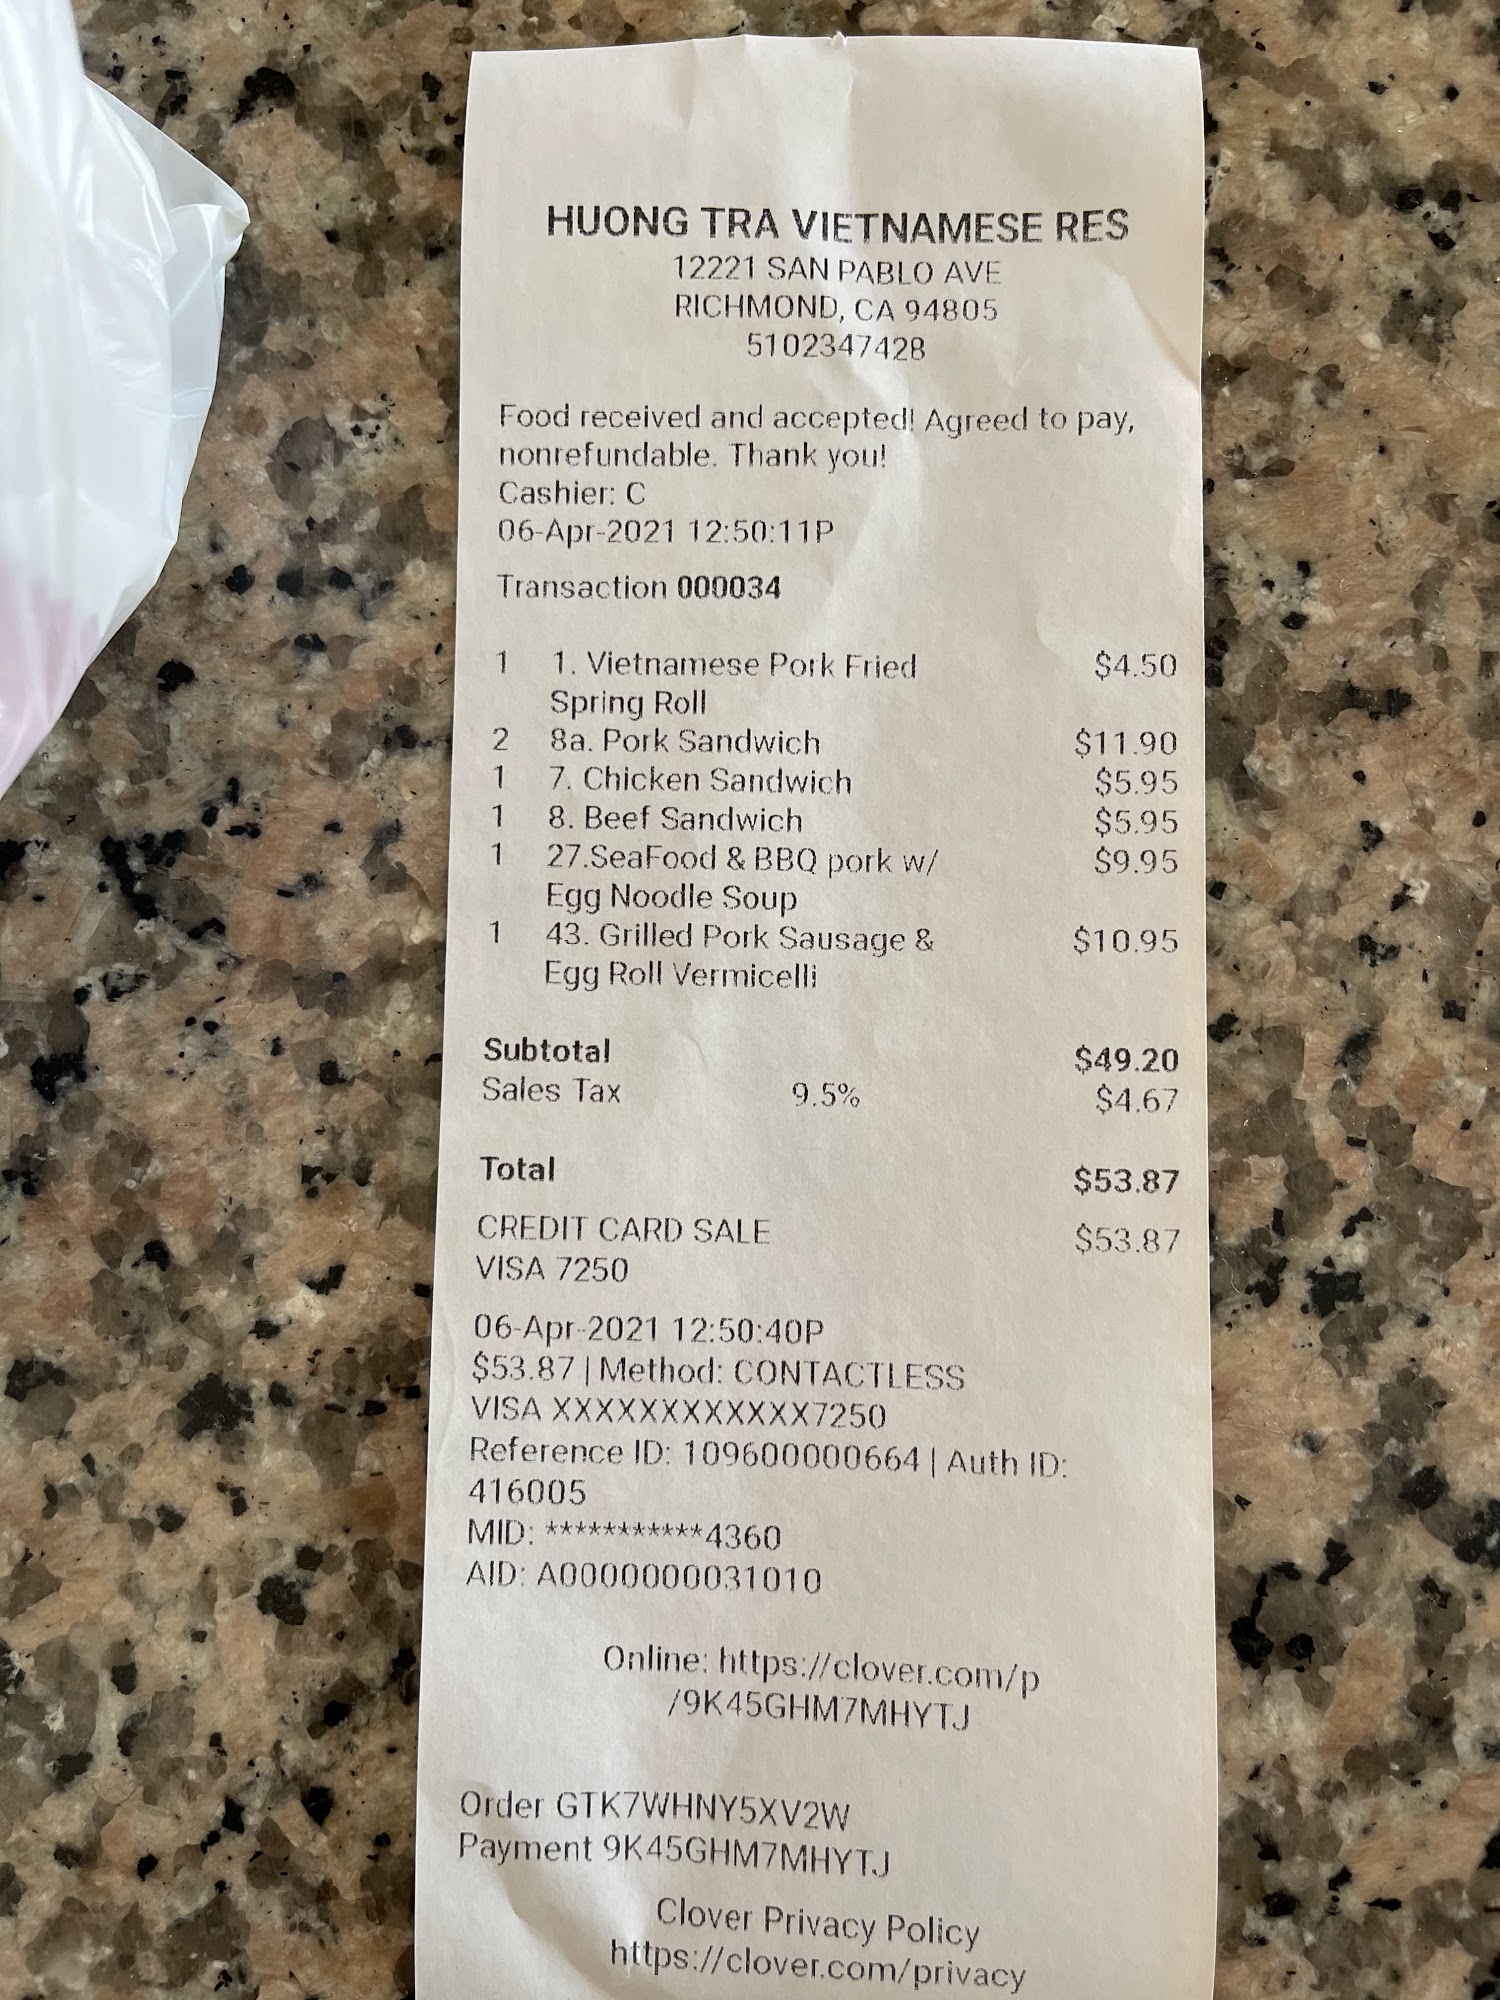 HUONG TRA VIETNAMESE RES
12221 SAN PABLO AVE
RICHMOND, CA 94805
5102347428
Food received and accepted! Agreed to pay,
nonrefundable. Thank you!
Cashier: C
06-Apr-2021 12:50:11P
Transaction 000034
1 1. Vietnamese Pork Fried $4.50
Spring Roll
2 8a. Pork Sandwich $11.90
1 7. Chicken Sandwich $5.95
1 8. Beef Sandwich $5.95
1 27.SeaFood & BBQ pork w/ $9.95
Egg Noodle Soup
1 43. Grilled Pork Sausage & $10.95
Egg Roll Vermicelli
Subtotal $49.20
Sales Tax 9.5% $4.67
Total $53.87
CREDIT CARD SALE $53.87
VISA 7250
06-Apr-2021 12:50:40P
$53.87 | Method: CONTACTLESS
VISA XXXXXXXXXXXX7250
Reference ID: 109600000664 | Auth ID:
416005
MID: ***********4360
AID: A0000000031010
Online: https://clover.com/p
/9K45GHM7MHYTJ
Order GTK7WHNY5XV2W
Payment 9K45GHM7MHYTJ
Clover Privacy Policy
https://clover.com/privacy